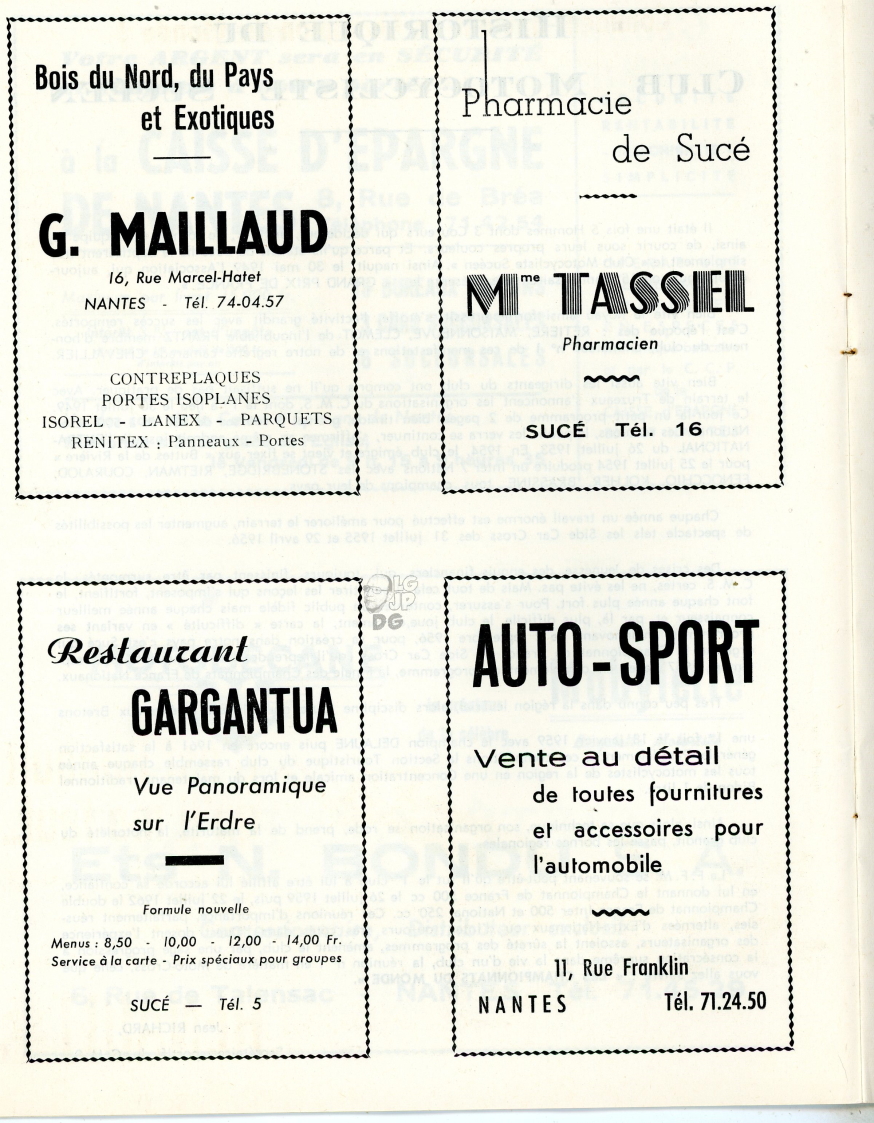 Bois du Nord, du Pays
et Exotiques
G. MAILLAUD
16, Rue Marcel-Hatet
NANTES - Tél. 74-04.57
CONTREPLAQUES
PORTES ISOPLANES
ISOREL - LANEX - PARQUETS
RENITEX : Panneaux - Portes
Pharmacie
de Sucé
Mme TASSEL
Pharmacien
SUCÉ Tél. 16
Restaurant
GARGANTUA
Vue Panoramique
sur l'Erdre
Formule nouvelle
Menus : 8,50 - 10,00 - 12,00 - 14,00 Fr.
Service à la carte - Prix spéciaux pour groupes
SUCÉ — Tél. 5
LG
JP
DG
AUTO-SPORT
Vente au détail
de toutes fournitures
et accessoires pour
l'automobile
11, Rue Franklin
NANTES Tél. 71.24.50